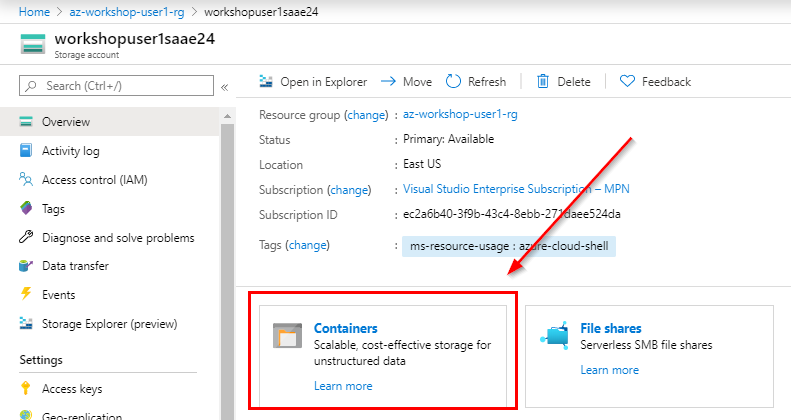 Home > az-workshop-user1-rg > workshopuser1saae24
workshopuser1saae24
Storage account
Search (Ctrl+/)
«
Overview
Activity log
Access control (IAM)
Tags
Diagnose and solve problems
Data transfer
Events
Storage Explorer (preview)
Settings
Access keys
Geo-replication
Open in Explorer Move Refresh Delete Feedback
Resource group (change) : az-workshop-user1-rg
Status : Primary: Available
Location : East US
Subscription (change) : Visual Studio Enterprise Subscription – MPN
Subscription ID : ec2a6b40-3f9b-43c4-8ebb-271daee524da
Tags (change) : ms-resource-usage : azure-cloud-shell
Containers
Scalable, cost-effective storage for
unstructured data
Learn more
File shares
Serverless SMB file shares
Learn more